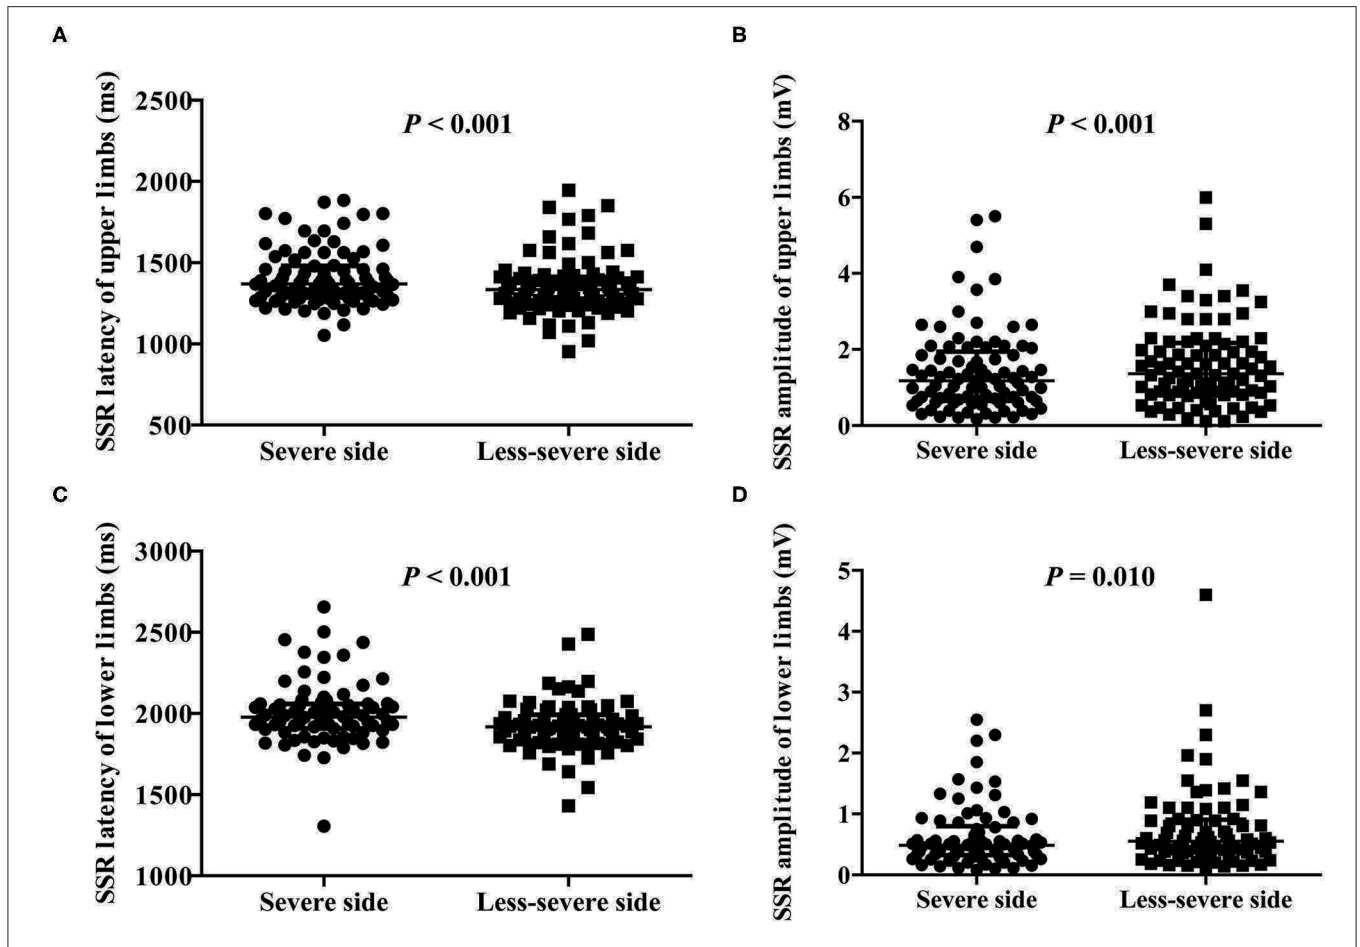 A
SSR latency of upper limbs (ms)
2500
2000
1500
1000
500
P < 0.001
Severe side
Less-severe side
B
SSR amplitude of upper limbs (mV)
8
6
4
2
0
P < 0.001
Severe side
Less-severe side
C
SSR latency of lower limbs (ms)
3000
2500
2000
1500
1000
P < 0.001
Severe side
Less-severe side
D
SSR amplitude of lower limbs (mV)
5
4
3
2
1
0
P = 0.010
Severe side
Less-severe side